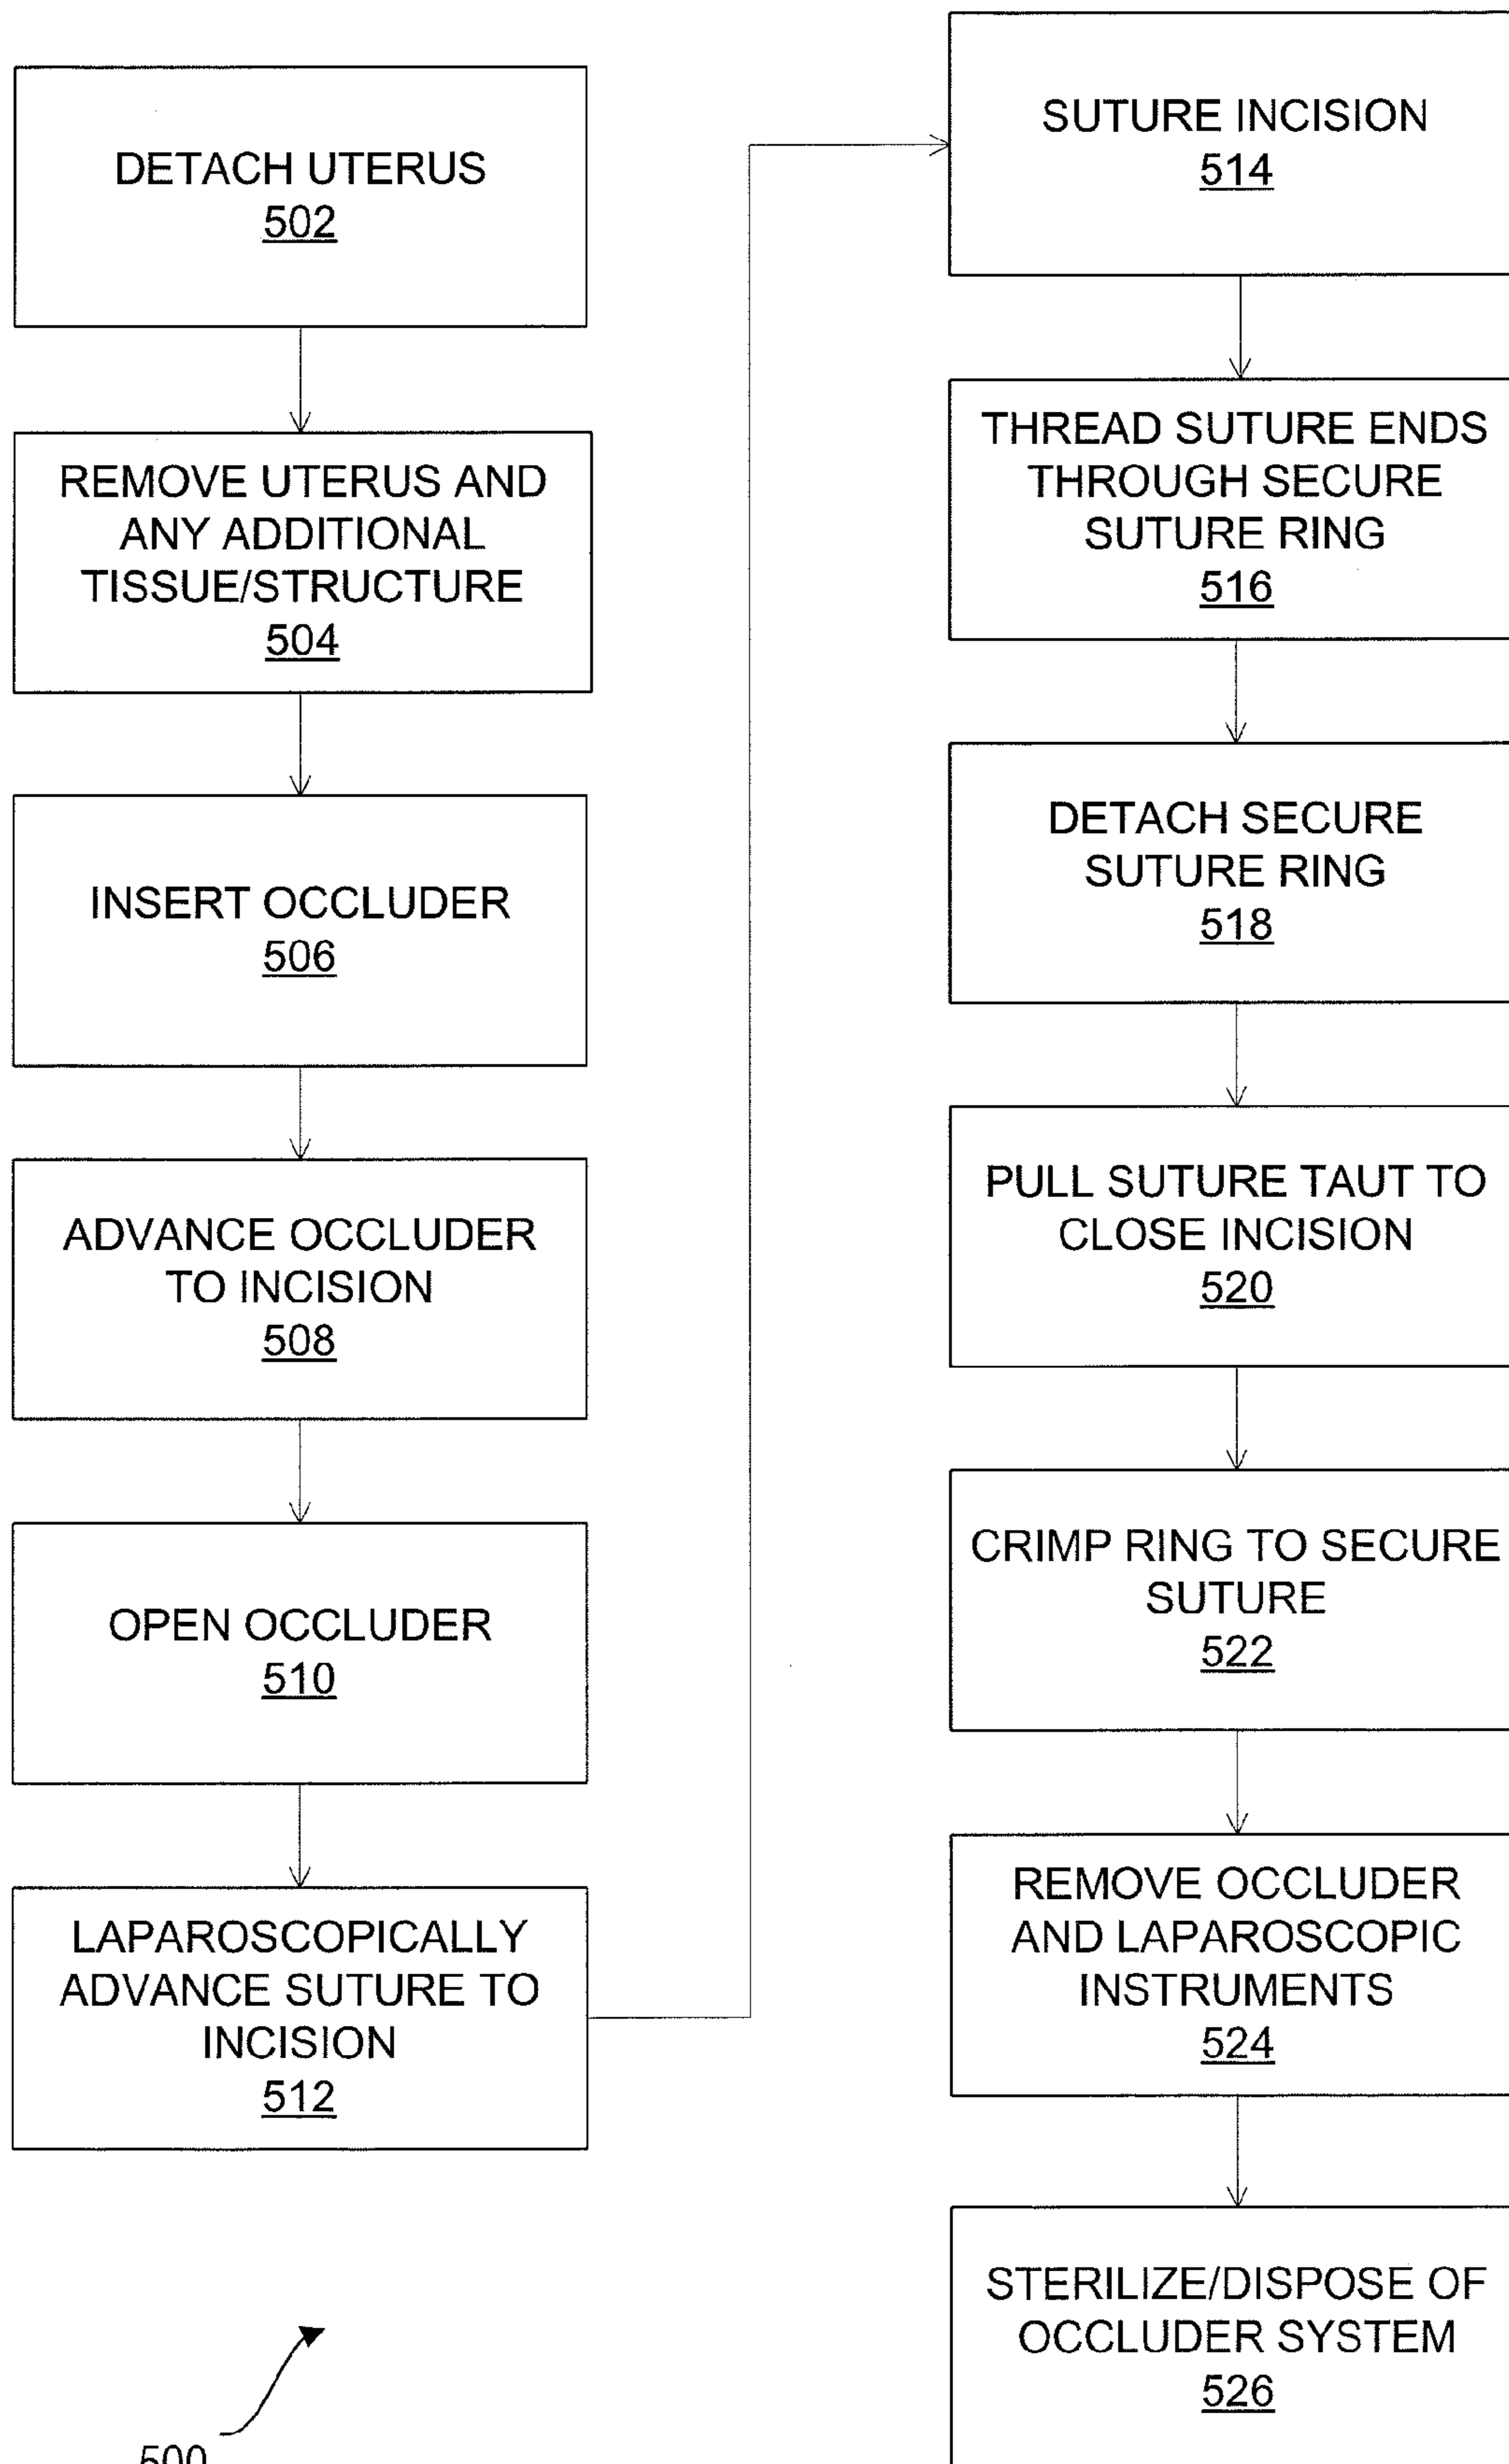 DETACH UTERUS
502
REMOVE UTERUS AND
ANY ADDITIONAL
TISSUE/STRUCTURE
504
INSERT OCCLUDER
506
ADVANCE OCCLUDER
TO INCISION
508
OPEN OCCLUDER
510
LAPAROSCOPICALLY
ADVANCE SUTURE TO
INCISION
512
500
SUTURE INCISION
514
THREAD SUTURE ENDS
THROUGH SECURE
SUTURE RING
516
DETACH SECURE
SUTURE RING
518
PULL SUTURE TAUT TO
CLOSE INCISION
520
CRIMP RING TO SECURE
SUTURE
522
REMOVE OCCLUDER
AND LAPAROSCOPIC
INSTRUMENTS
524
STERILIZE/DISPOSE OF
OCCLUDER SYSTEM
526